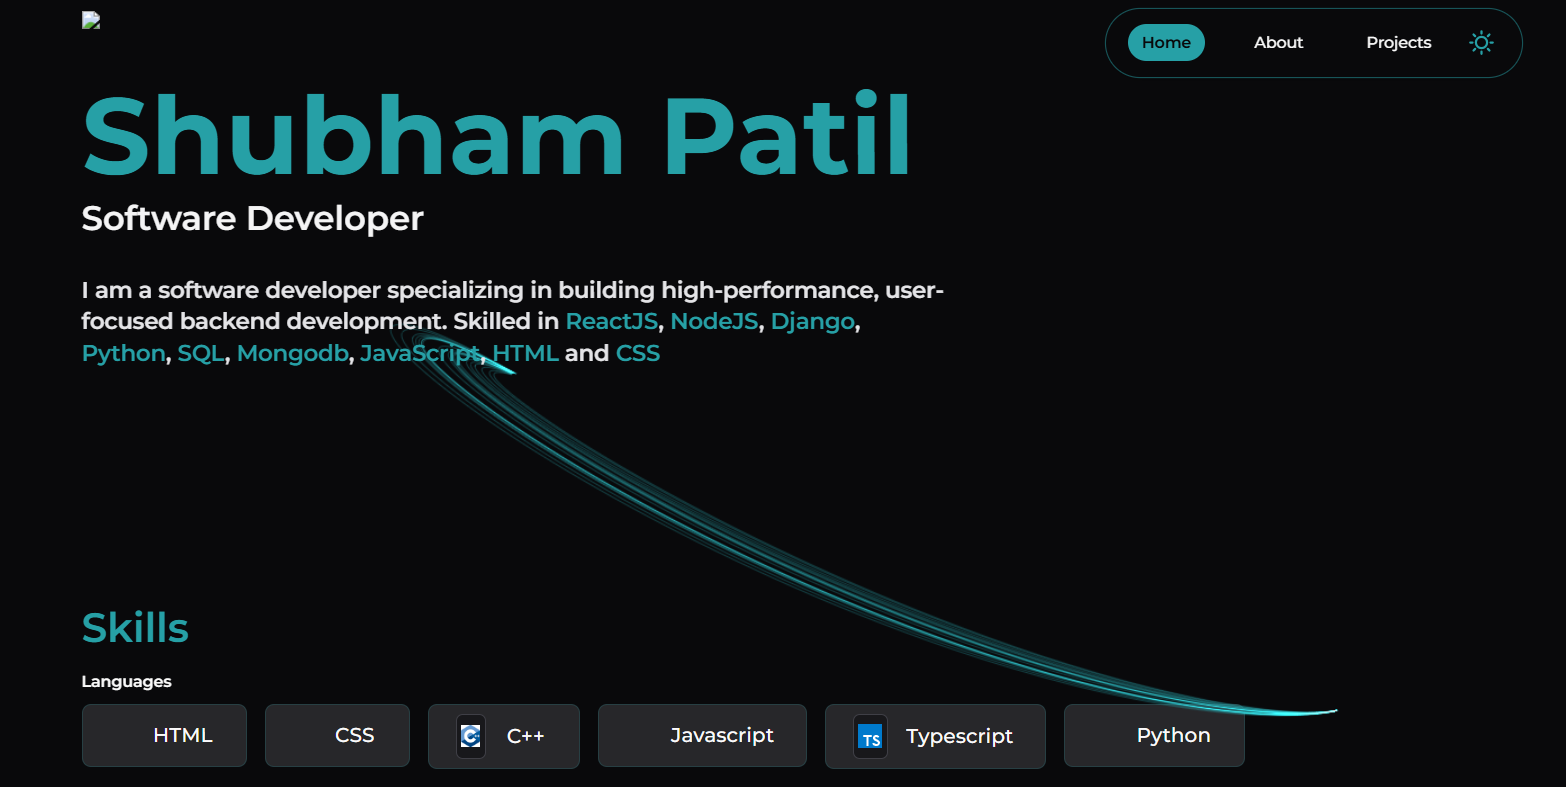 Home About Projects
Shubham Patil
Software Developer
I am a software developer specializing in building high-performance, user-
focused backend development. Skilled in ReactJS, NodeJS, Django,
Python, SQL, Mongodb, JavaScript, HTML and CSS
Skills
Languages
HTML CSS C C++ Javascript TS Typescript Python